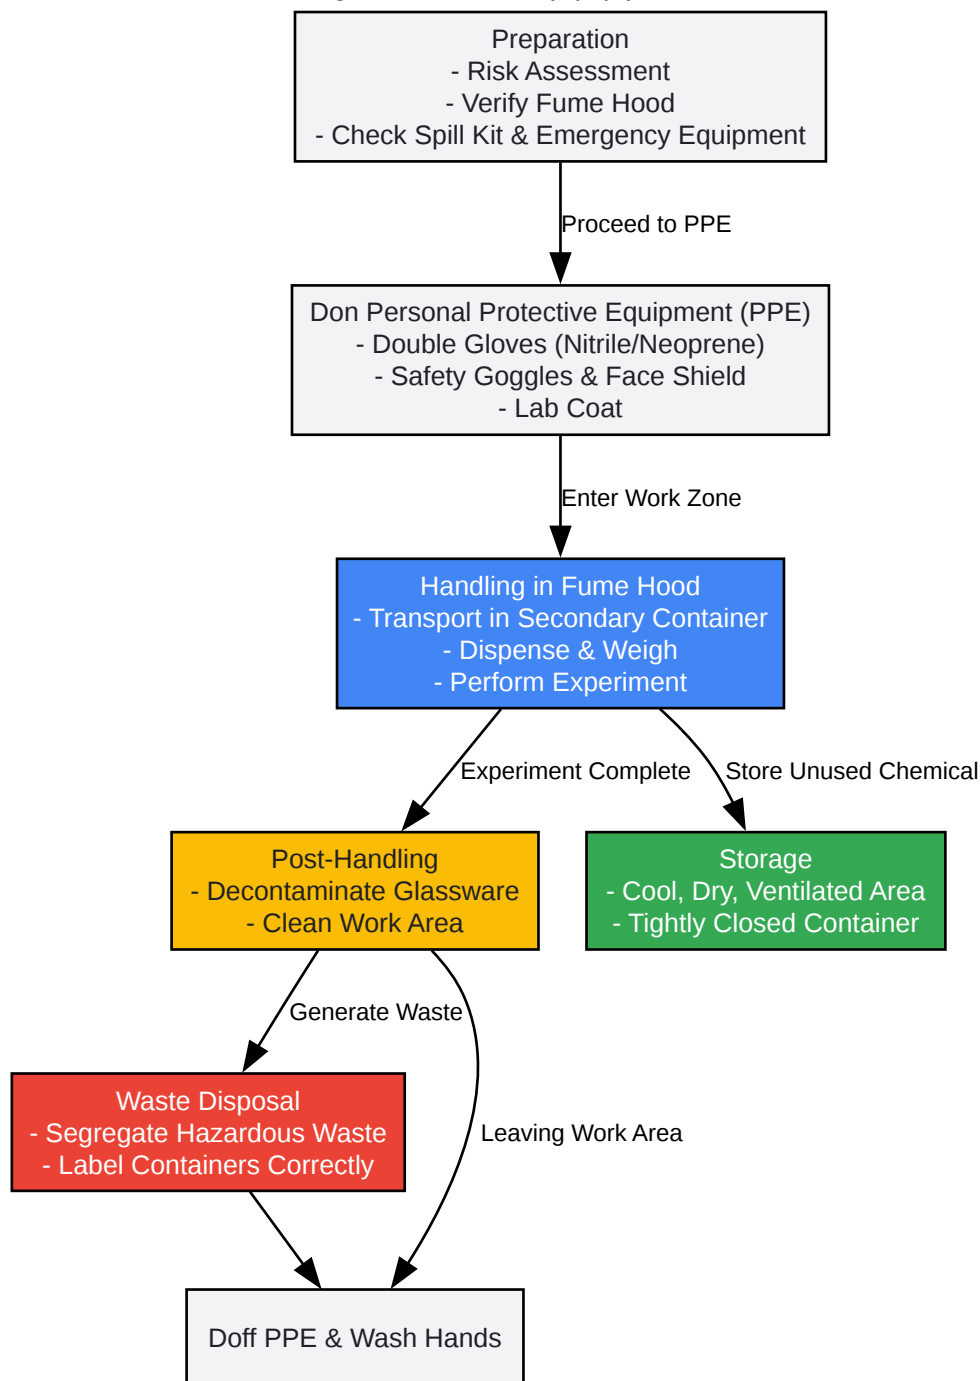 Preparation
- Risk Assessment
- Verify Fume Hood
- Check Spill Kit & Emergency Equipment
Proceed to PPE
Don Personal Protective Equipment (PPE)
- Double Gloves (Nitrile/Neoprene)
- Safety Goggles & Face Shield
- Lab Coat
Enter Work Zone
Handling in Fume Hood
- Transport in Secondary Container
- Dispense & Weigh
- Perform Experiment
Experiment Complete
Store Unused Chemical
Post-Handling
- Decontaminate Glassware
- Clean Work Area
Storage
- Cool, Dry, Ventilated Area
- Tightly Closed Container
Generate Waste
Waste Disposal
- Segregate Hazardous Waste
- Label Containers Correctly
Leaving Work Area
Doff PPE & Wash Hands